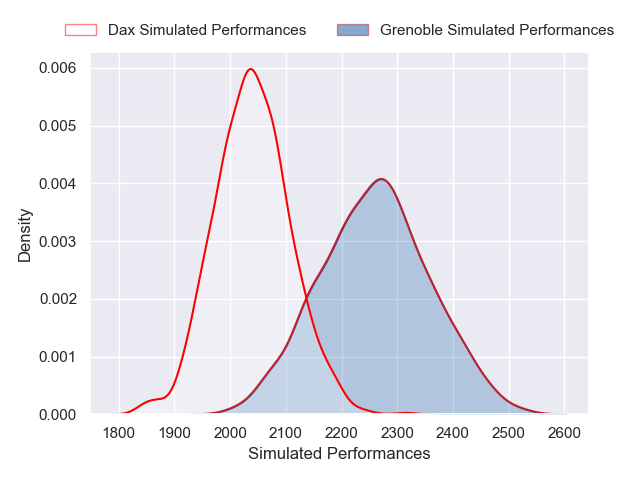 Dax Simulated Performances Grenoble Simulated Performances
0.006
0.005
0.004
0.003
0.002
0.001
0.000
Density
1800 1900 2000 2100 2200 2300 2400 2500 2600
Simulated Performances